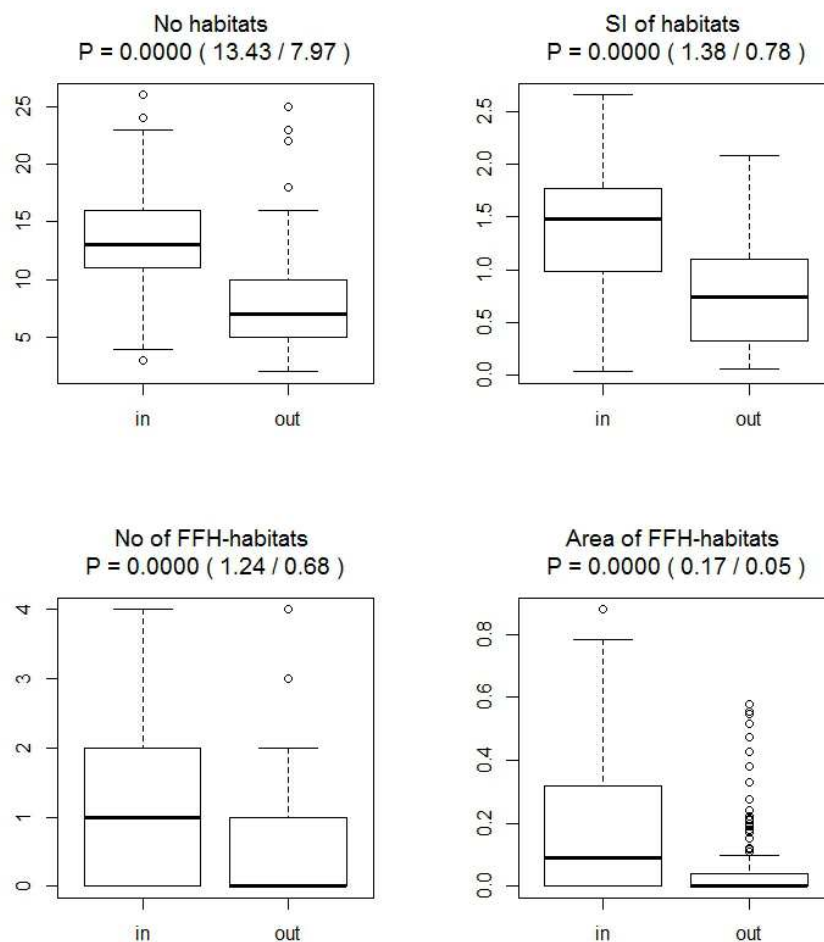 No habitats
P = 0.0000 ( 13.43 / 7.97 )
25
20
15
10
5
in
out
SI of habitats
P = 0.0000 ( 1.38 / 0.78 )
2.5
2.0
1.5
1.0
0.5
0.0
in
out
No of FFH-habitats
P = 0.0000 ( 1.24 / 0.68 )
4
3
2
1
0
in
out
Area of FFH-habitats
P = 0.0000 ( 0.17 / 0.05 )
0.8
0.6
0.4
0.2
0.0
in
out